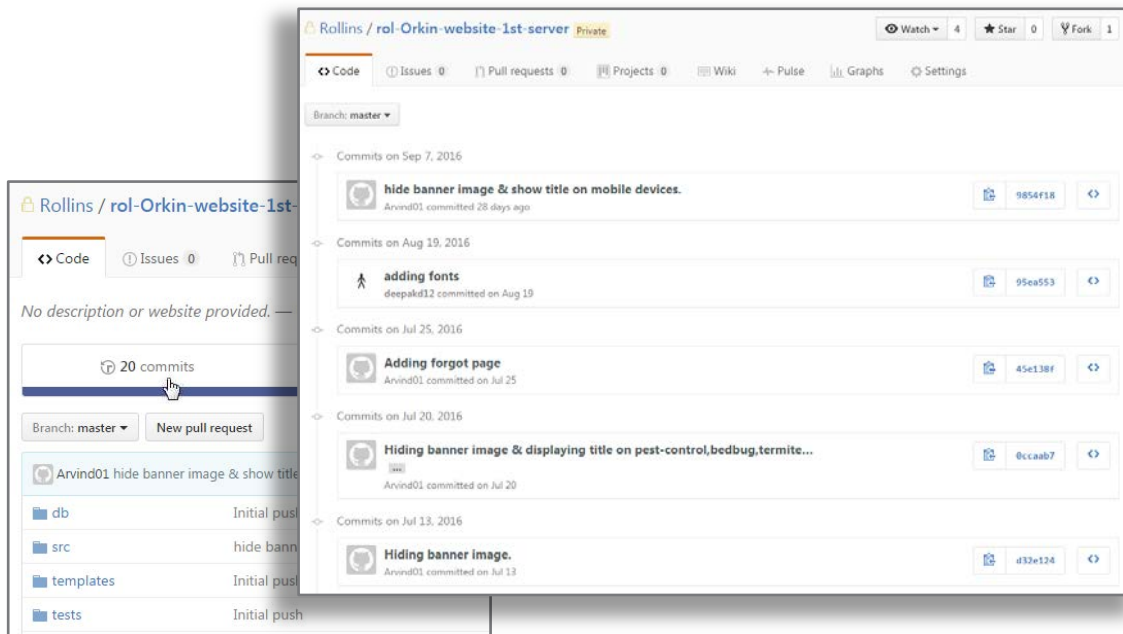 Rollins / rol-Orkin-website-1st-server Private
Watch 4 Star 0 Fork 1
Code Issues 0 Pull requests 0 Projects 0 Wiki Pulse Graphs Settings
Branch: master
Commits on Sep 7, 2016
hide banner image & show title on mobile devices.
Arvind01 committed 28 days ago
9854f18
Commits on Aug 19, 2016
adding fonts
deepakd12 committed on Aug 19
95ea553
Commits on Jul 25, 2016
Adding forgot page
Arvind01 committed on Jul 25
45e138f
Commits on Jul 20, 2016
Hiding banner image & displaying title on pest-control,bedbug,termite...
...
Arvind01 committed on Jul 20
0ccaab7
Commits on Jul 13, 2016
Hiding banner image.
Arvind01 committed on Jul 13
d32e124
Rollins / rol-Orkin-website-1st-
Code Issues 0 Pull req
No description or website provided. —
20 commits
Branch: master New pull request
Arvind01 hide banner image & show title
db Initial pus
src hide bann
templates Initial pus
tests Initial push